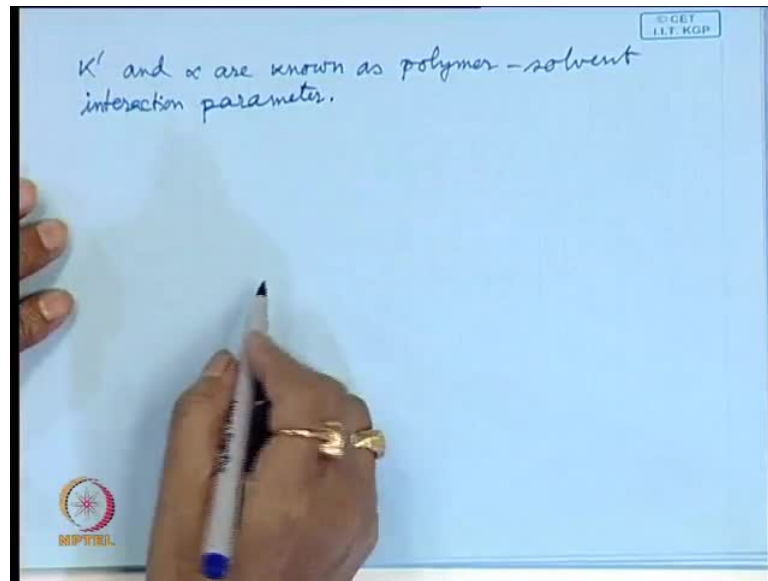 © CET
I.I.T. KGP
K' and α are known as polymer - solvent
interaction parameter.
NPTEL